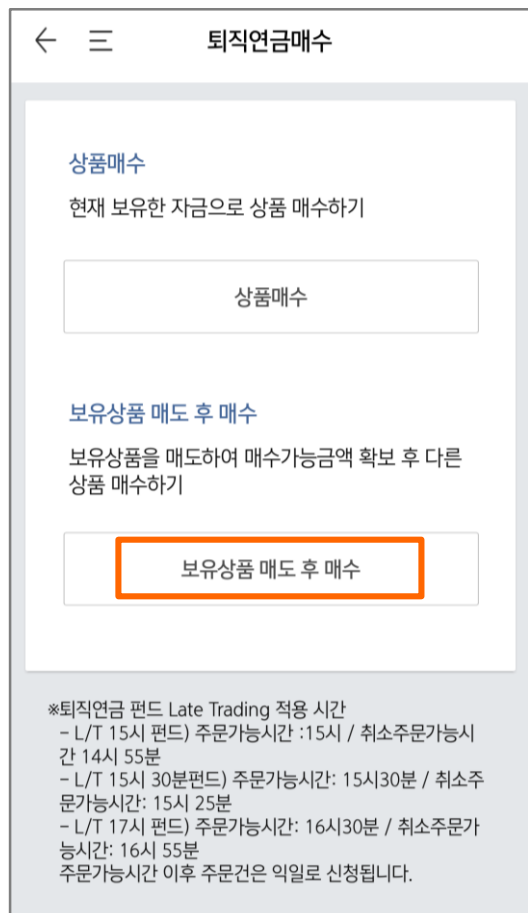 퇴직연금매수
상품매수
현재 보유한 자금으로 상품 매수하기
상품매수
보유상품 매도 후 매수
보유상품을 매도하여 매수가능금액 확보 후 다른
상품 매수하기
보유상품 매도 후 매수
※퇴직연금 펀드 Late Trading 적용 시간
– L/T 15시 펀드) 주문가능시간 :15시 / 취소주문가능시
간 14시 55분
– L/T 15시 30분펀드) 주문가능시간: 15시30분 / 취소주
문가능시간: 15시 25분
– L/T 17시 펀드) 주문가능시간: 16시30분 / 취소주문가
능시간: 16시 55분
주문가능시간 이후 주문건은 익일로 신청됩니다.